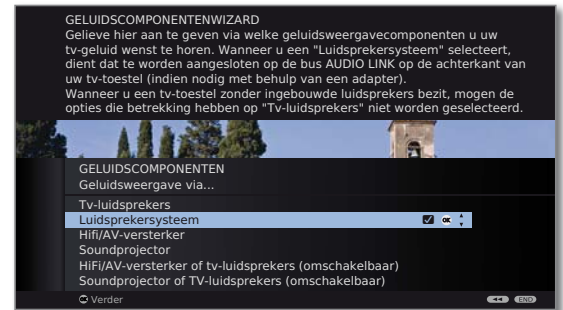 GELUIDSCOMPONENTENWIZARD
Gelieve hier aan te geven via welke geluidsweergavecomponenten u uw
tv-geluid wenst te horen. Wanneer u een "Luidsprekersysteem" selecteert,
dient dat te worden aangesloten op de bus AUDIO LINK op de achterkant van
uw tv-toestel (indien nodig met behulp van een adapter).
Wanneer u een tv-toestel zonder ingebouwde luidsprekers bezit, mogen de
opties die betrekking hebben op "Tv-luidsprekers" niet worden geselecteerd.
GELUIDSCOMPONENTEN
Geluidsweergave via...
Tv-luidsprekers
Luidsprekersysteem OK
Hifi/AV-versterker
Soundprojector
HiFi/AV-versterker of tv-luidsprekers (omschakelbaar)
Soundprojector of TV-luidsprekers (omschakelbaar)
OK Verder END